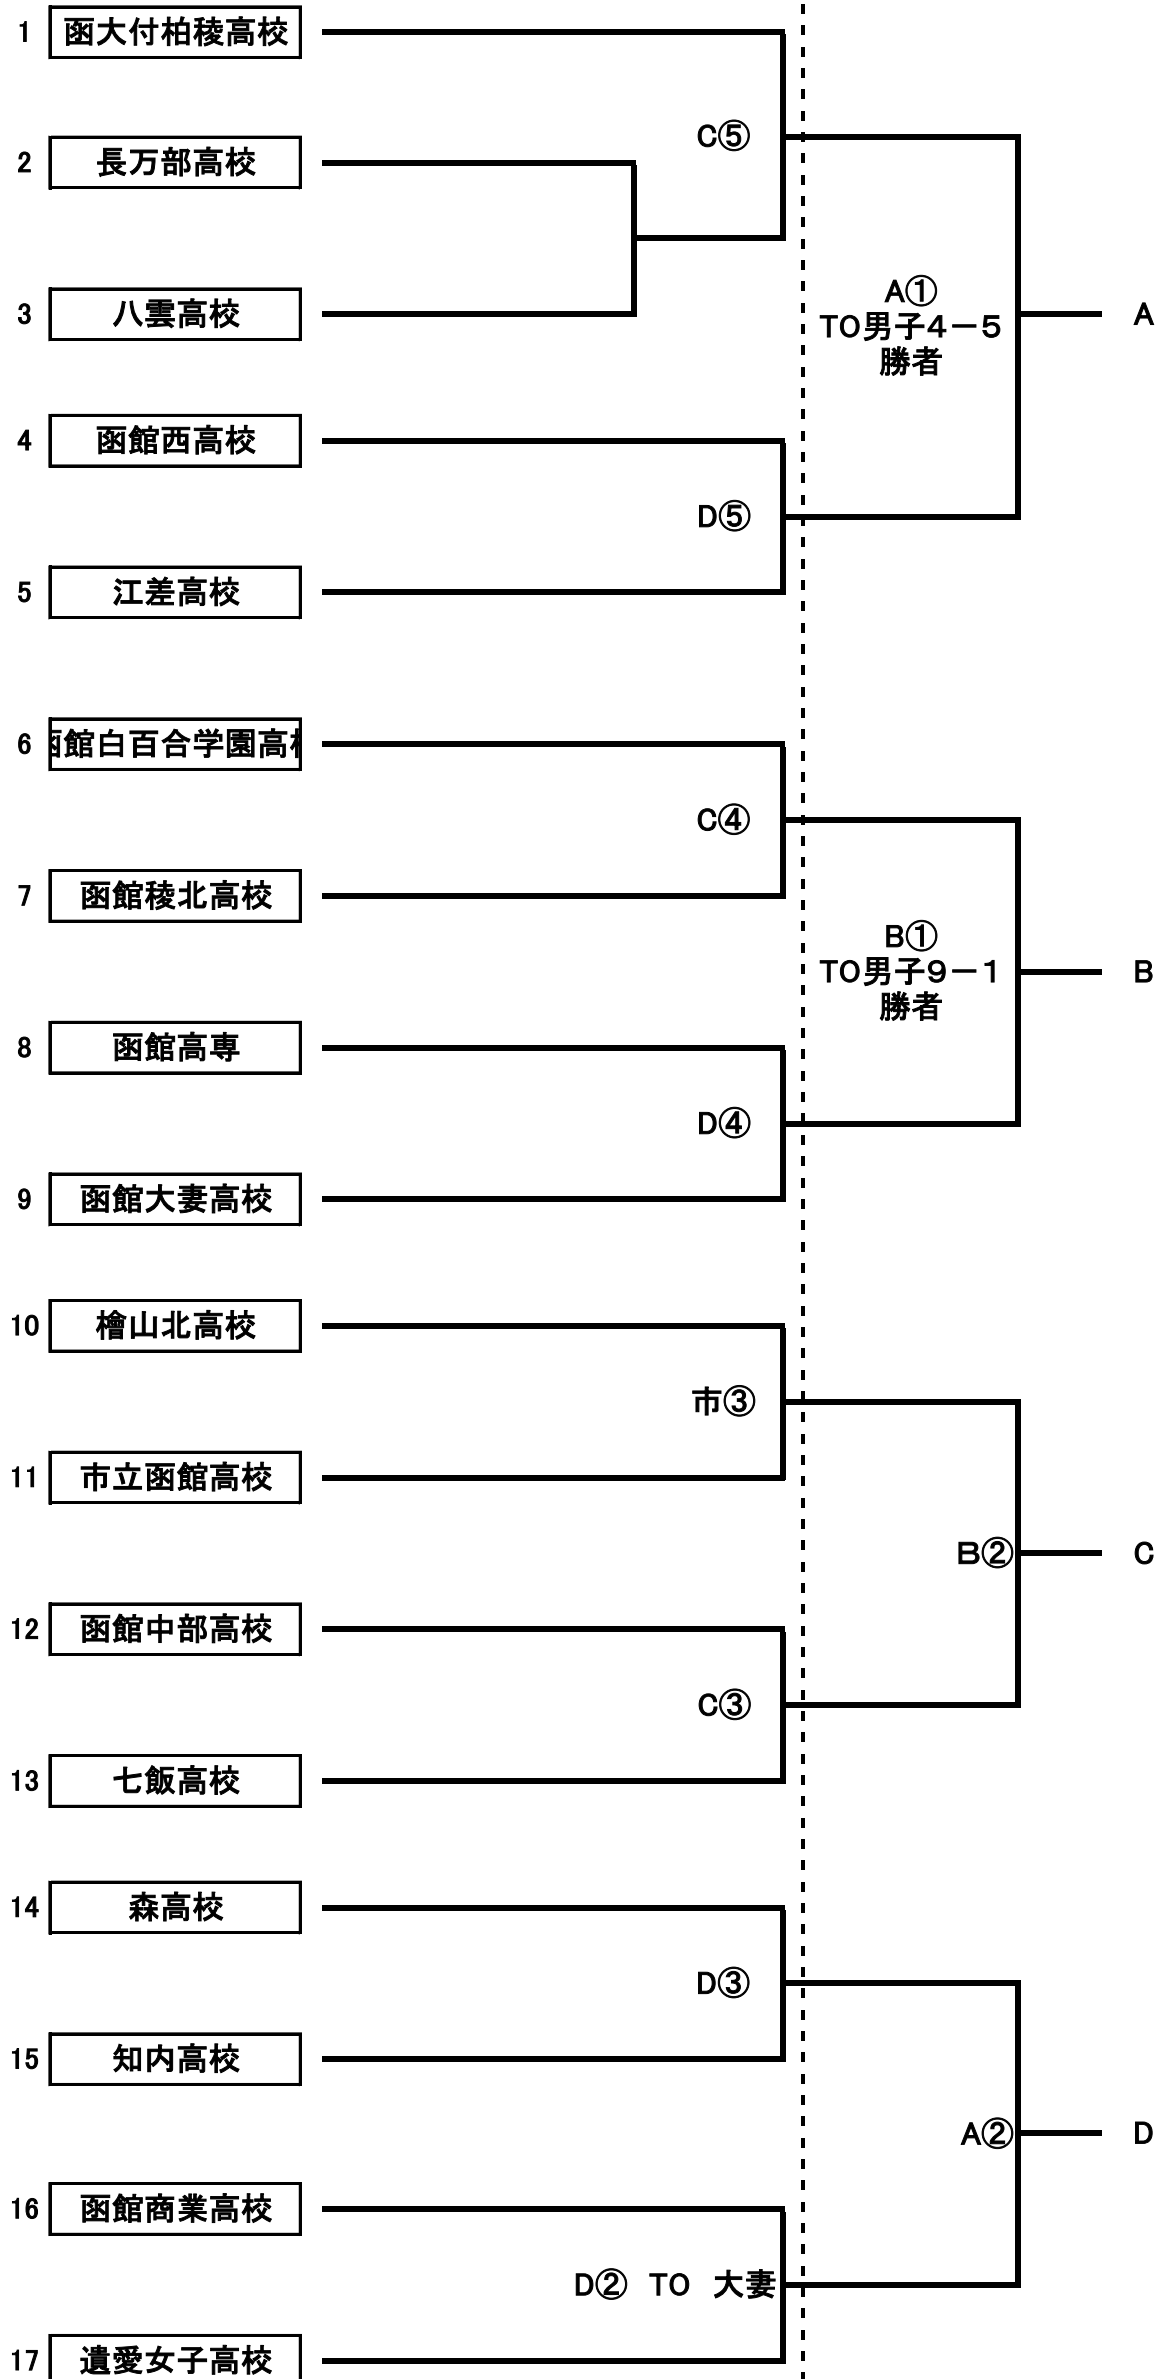 1 函大付柏稜高校
C⑤
2 長万部高校
3 八雲高校
A①
TO男子4－5
勝者
A
4 函館西高校
D⑤
5 江差高校
6 函館白百合学園高校
C④
7 函館稜北高校
B①
TO男子9－1
勝者
B
8 函館高専
D④
9 函館大妻高校
10 檜山北高校
市③
11 市立函館高校
B②
C
12 函館中部高校
C③
13 七飯高校
14 森高校
D③
15 知内高校
A②
D
16 函館商業高校
D② TO 大妻
17 遺愛女子高校